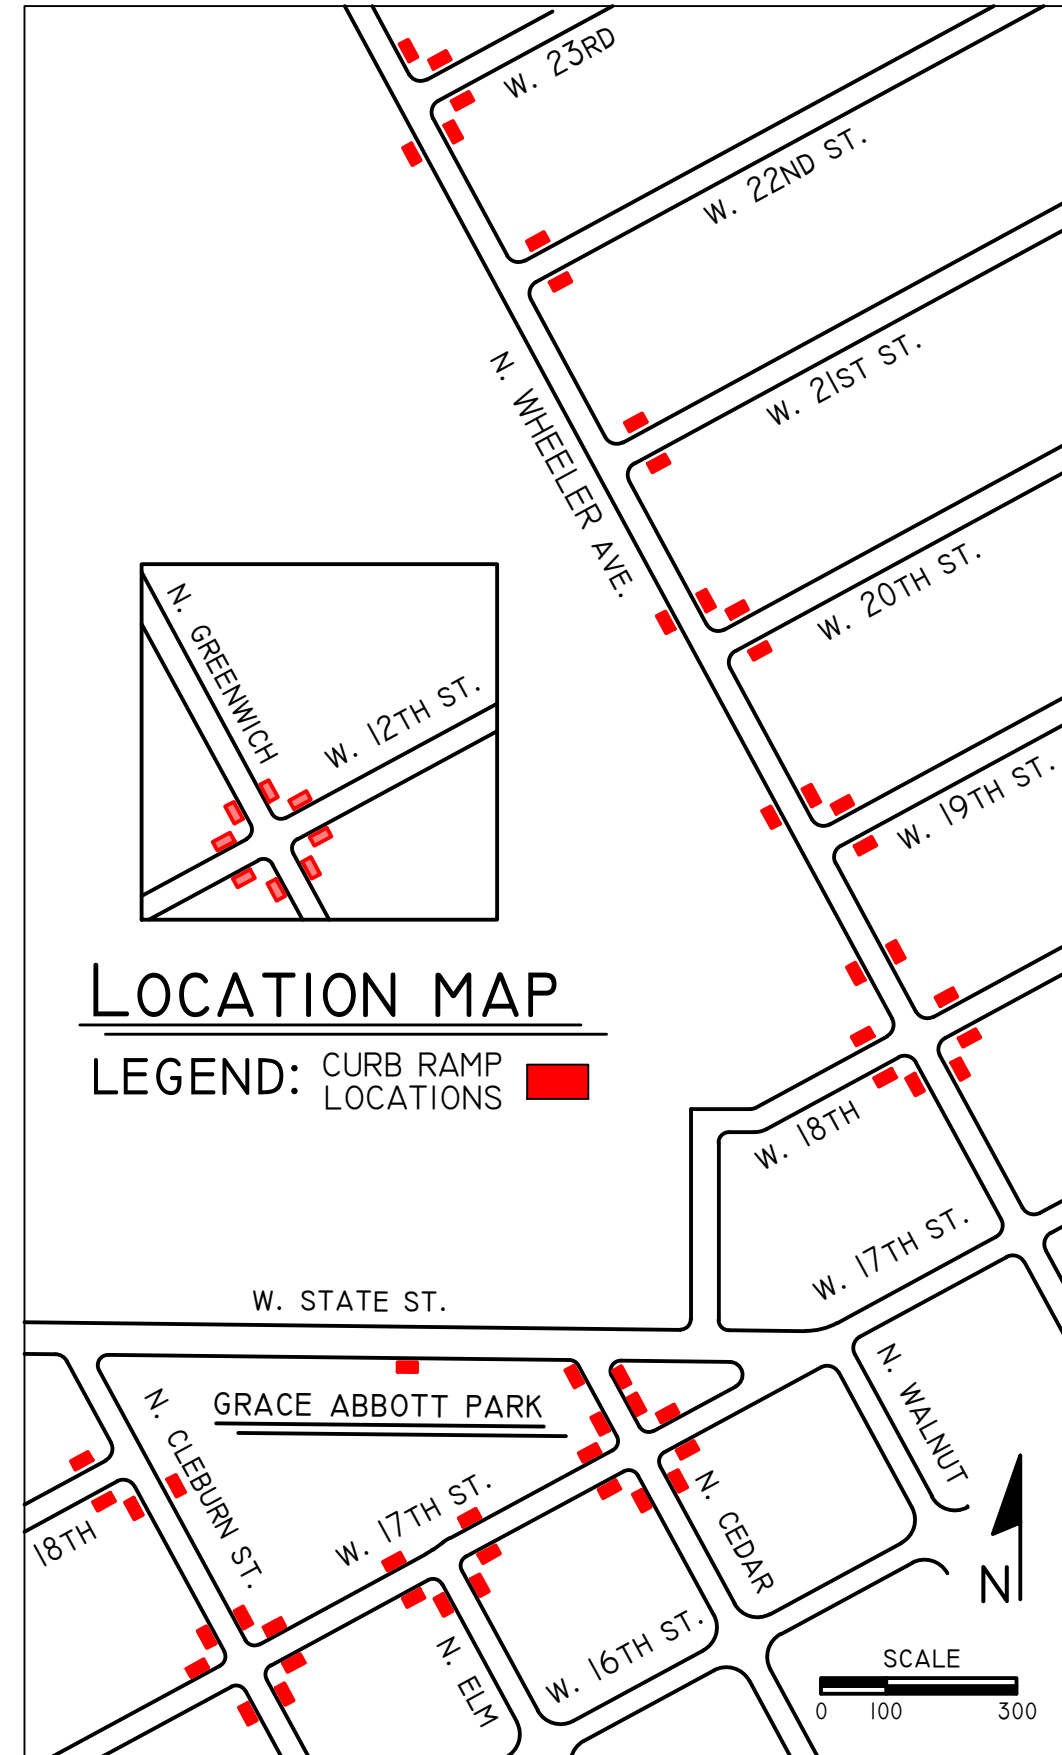 W. 23RD
W. 22ND ST.
W. 21ST ST.
N. WHEELER AVE.
W. 20TH ST.
N. GREENWICH
W. 12TH ST.
W. 19TH ST.
LOCATION MAP
LEGEND: CURB RAMP
LOCATIONS
W. 18TH
W. 17TH ST.
W. STATE ST.
GRACE ABBOTT PARK
N. WALNUT
N. CLEBURN ST.
W. 17TH ST.
18TH
N. CEDAR
N
W. 16TH ST.
N. ELM
SCALE
0 100 300